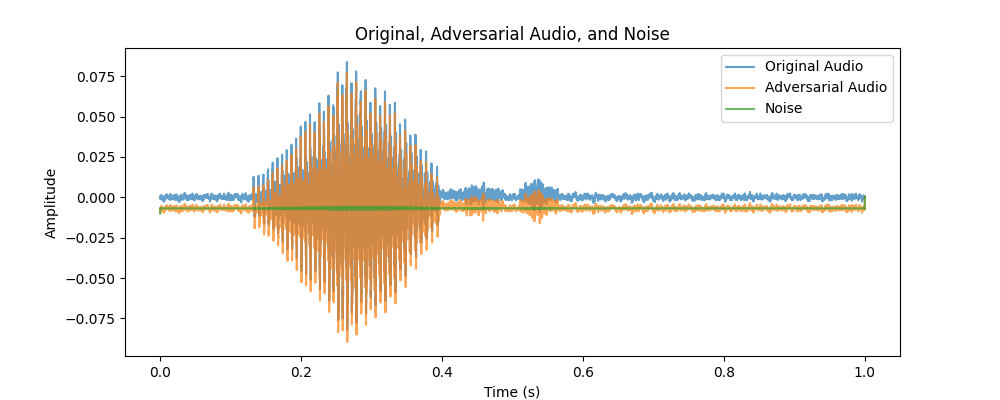 Original, Adversarial Audio, and Noise
Original Audio
Adversarial Audio
Noise
Amplitude
0.075
0.050
0.025
0.000
−0.025
−0.050
−0.075
0.0 0.2 0.4 0.6 0.8 1.0
Time (s)